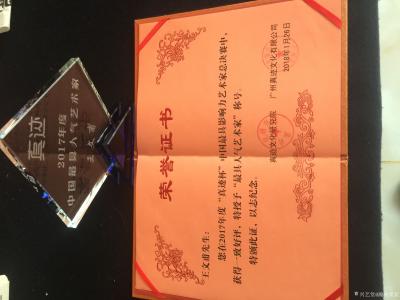 真迹
2017年度
中国最具人气艺术家
王文甫
荣誉证书
王文甫先生：
您在2017年度“真迹杯”中国最具影响力艺术家总决赛中，
获得一致好评，特授予“最具人气艺术家”称号。
特颁此证，以志纪念。
真迹文化研究院
广州真迹文化有限公司
2018年1月26日